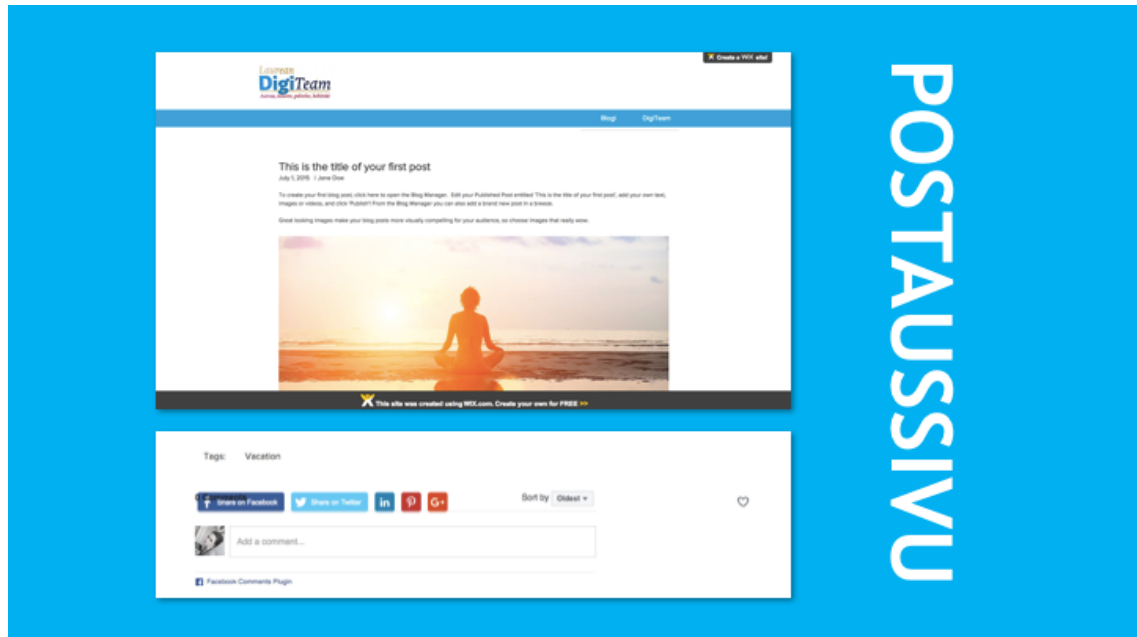 Create a WiX site!
Laurean
DigiTeam
Blogi DigiTeam
This is the title of your first post
July 1, 2015 | Jane Doe
To create your first blog post, click here to open the Blog Manager. Edit your Published Post entitled 'This is the title of your first post', add your own text,
images or videos, and click 'Publish'! From the Blog Manager you can also add a brand new post in a breeze.
Great looking images make your blog posts more visually compelling for your audience, so choose images that really wow.
This site was created using WIX.com. Create your own for FREE >>
Tags: Vacation
0 Comments
Share on Facebook Share on Twitter in G+
Sort by Oldest
Add a comment...
Facebook Comments Plugin
POSTAUSSIVU